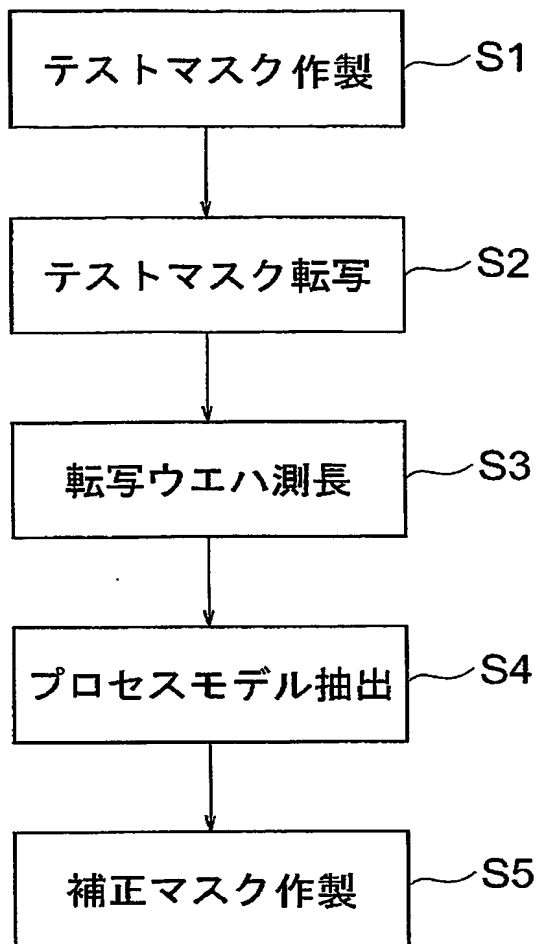 テストマスク作製 S1
テストマスク転写 S2
転写ウエハ測長 S3
プロセスモデル抽出 S4
補正マスク作製 S5